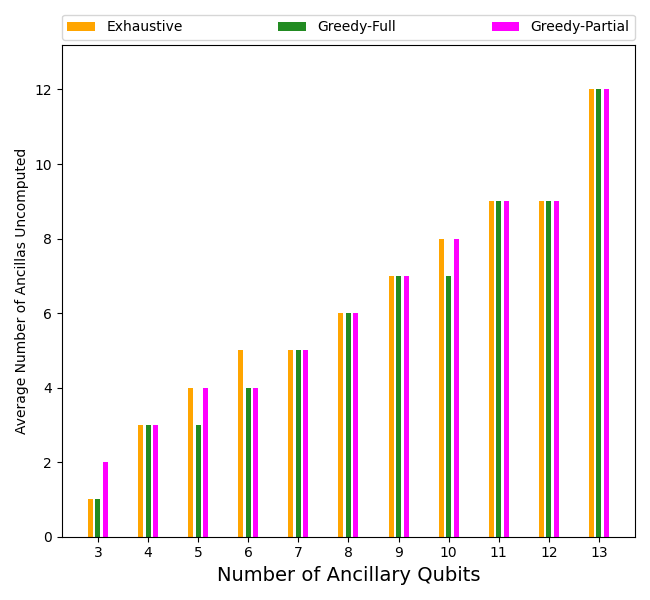 Exhaustive Greedy-Full Greedy-Partial
Average Number of Ancillas Uncomputed
12
10
8
6
4
2
0
3 4 5 6 7 8 9 10 11 12 13
Number of Ancillary Qubits